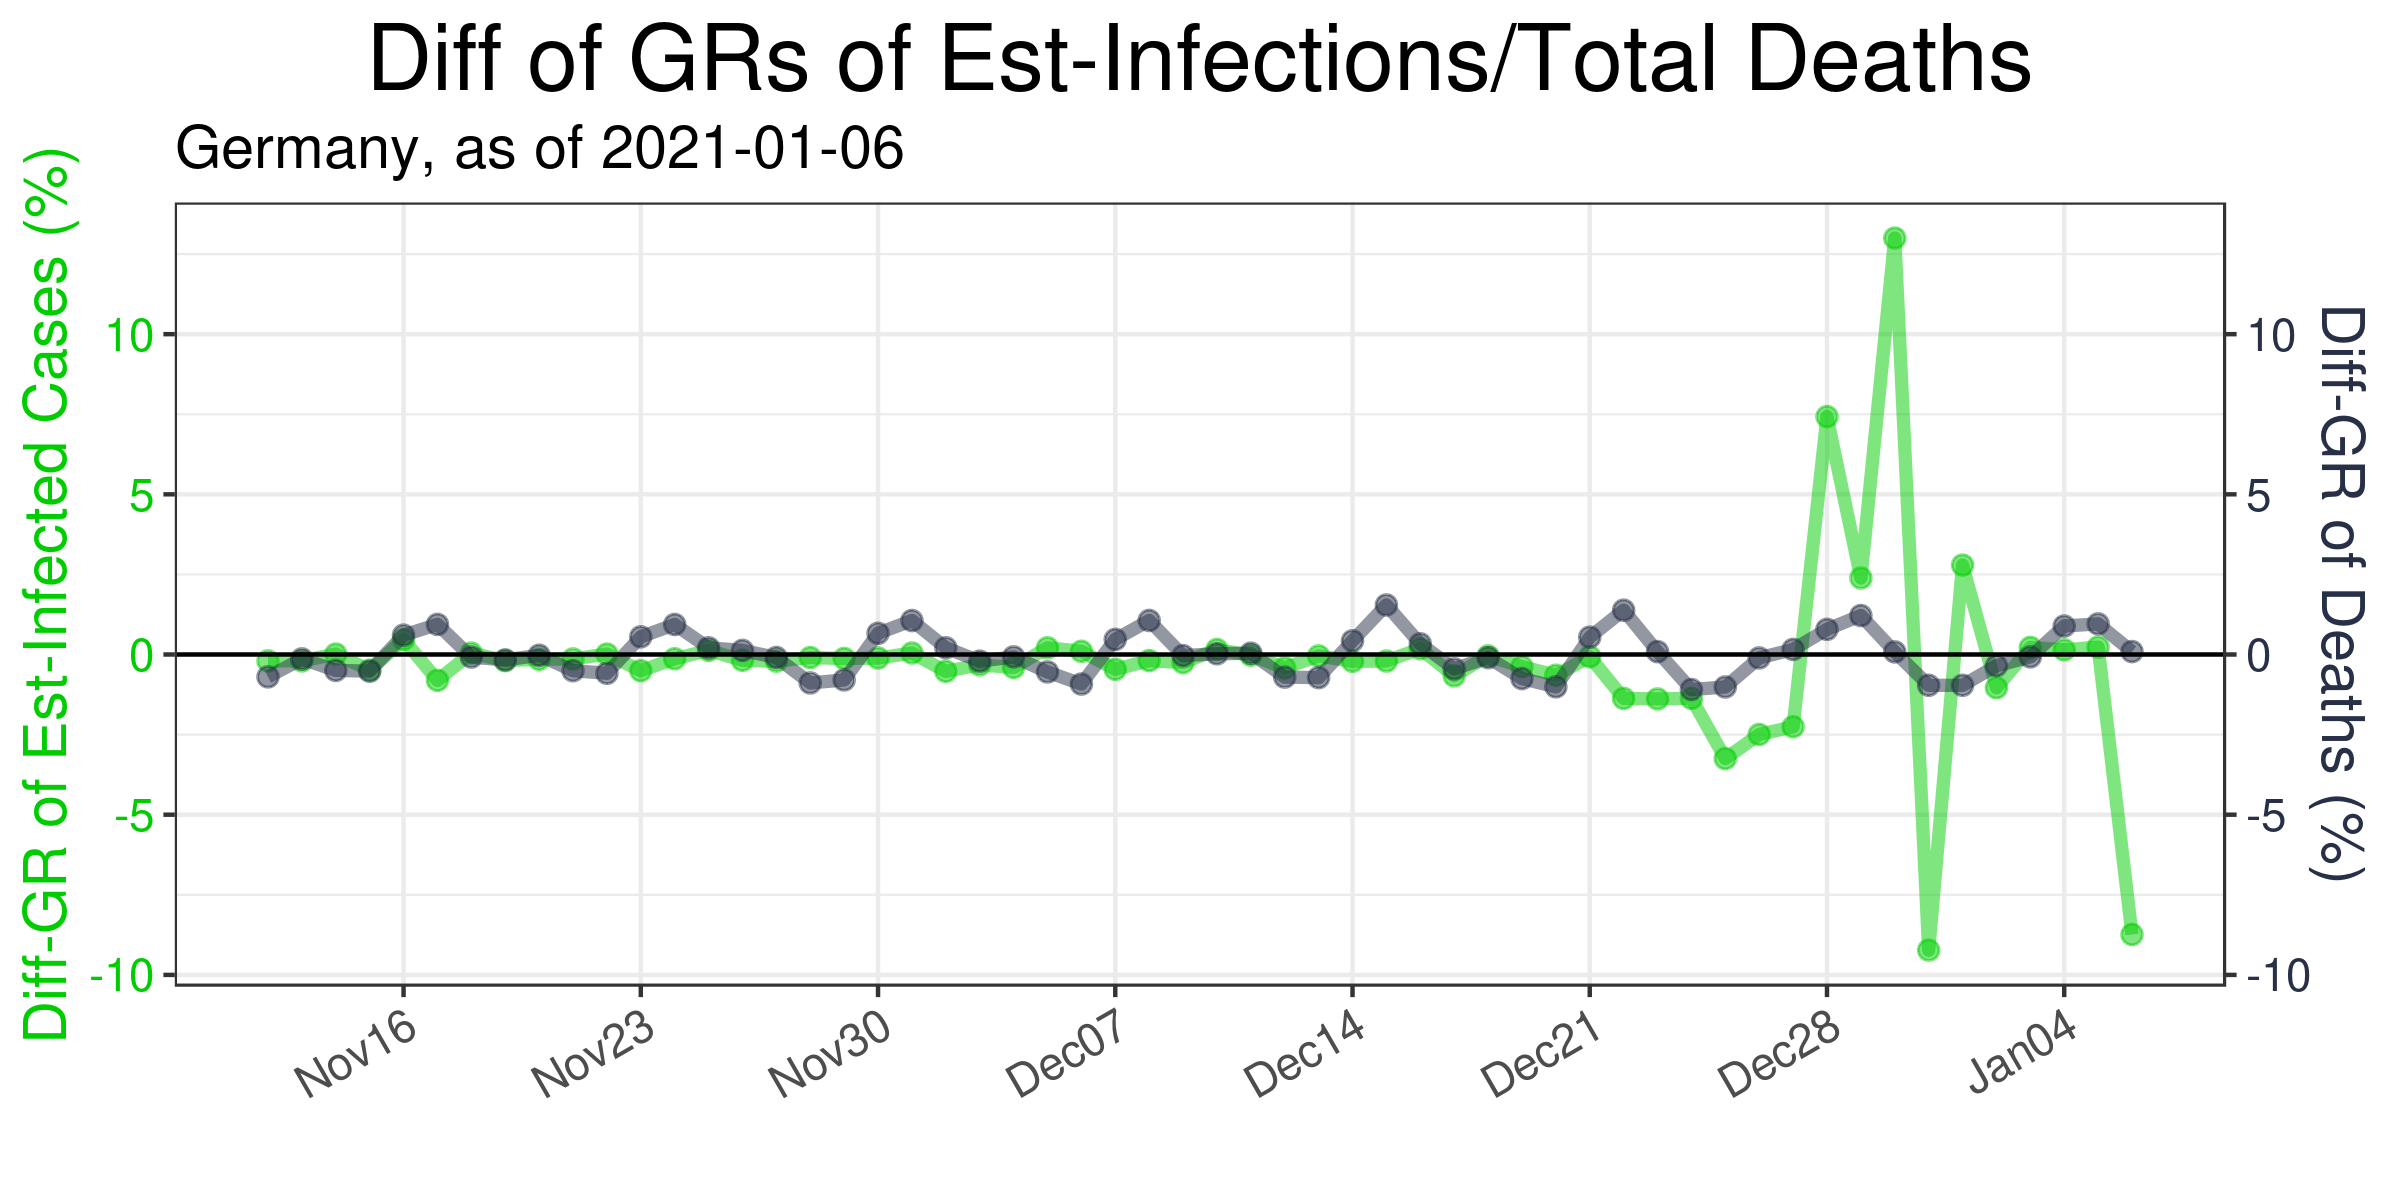 Diff of GRs of Est-Infections/Total Deaths
Germany, as of 2021-01-06
Diff-GR of Est-Infected Cases (%)
10
5
0
-5
-10
10
5
0
-5
-10
Diff-GR of Deaths (%)
Nov16
Nov23
Nov30
Dec07
Dec14
Dec21
Dec28
Jan04